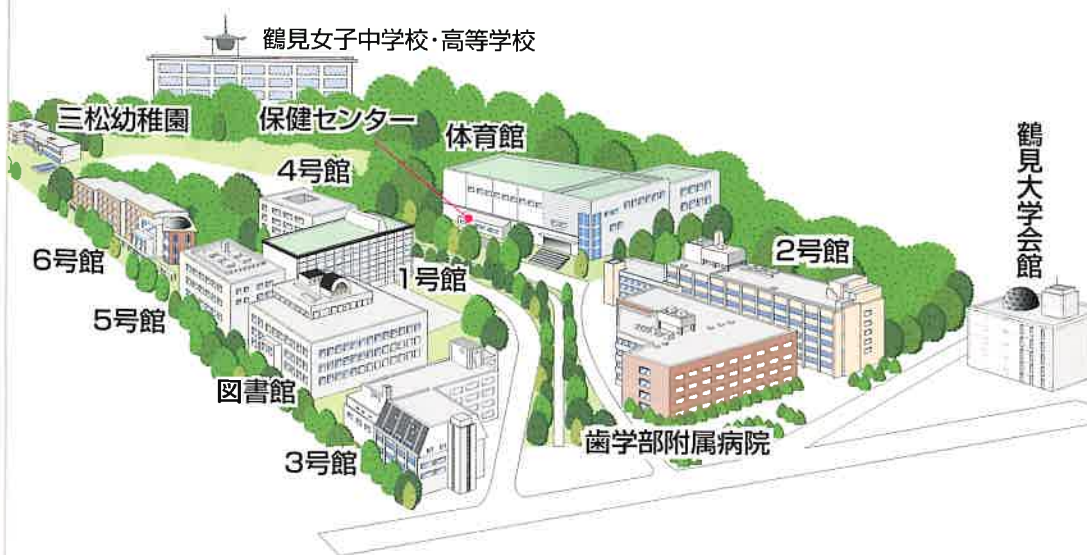 鶴見女子中学校・高等学校
三松幼稚園
保健センター
体育館
鶴見大学会館
4号館
2号館
6号館
1号館
5号館
図書館
歯学部附属病院
3号館